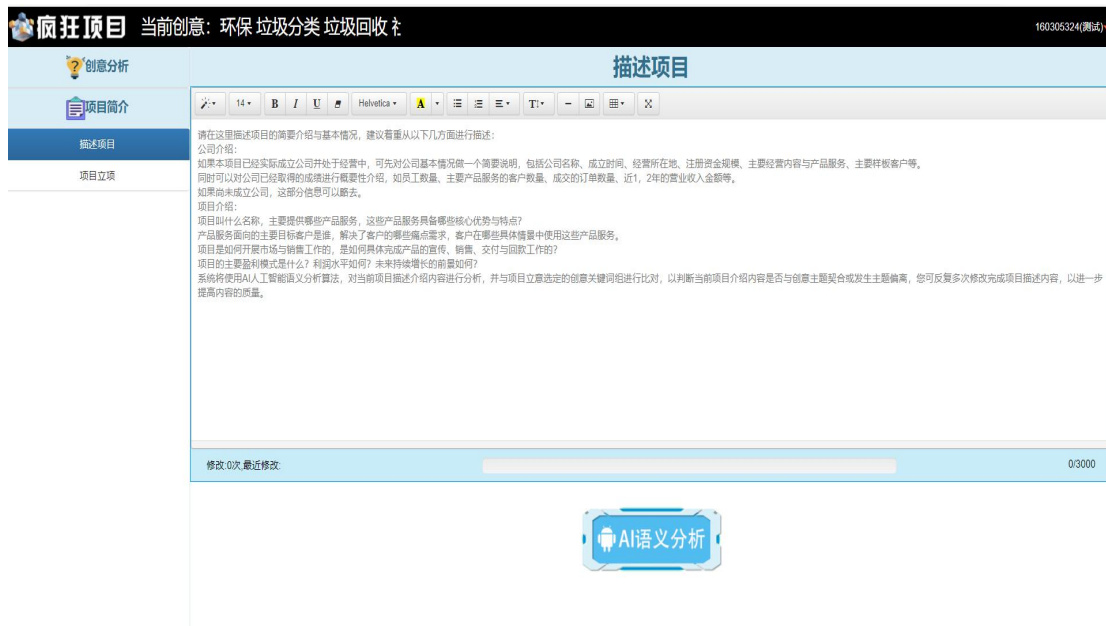 疯狂项目 当前创意：环保 垃圾分类 垃圾回收
160305324(测试)
创意分析
描述项目
项目简介
描述项目
项目立项
14
B I U
Helvetica
A
T
X
请在这里描述项目的简要介绍与基本情况，建议着重从以下几方面进行描述：
公司介绍：
如果本项目已经实际成立公司并处于经营中，可先对公司基本情况做一个简要说明，包括公司名称、成立时间、经营所在地、注册资金规模、主要经营内容与产品服务、主要样板客户等。
同时可以对公司已经取得的成绩进行概要性介绍，如员工数量、主要产品服务的客户数量、成交的订单数量、近1，2年的营业收入金额等。
如果尚未成立公司，这部分信息可以略去。
项目介绍：
项目叫什么名称，主要提供哪些产品服务，这些产品服务具备哪些核心优势与特点？
产品服务面向的主要目标客户是谁，解决了客户的哪些痛点需求，客户在哪些具体情景中使用这些产品服务。
项目是如何开展市场与销售工作的，是如何具体完成产品的宣传、销售、交付与回款工作的？
项目的主要盈利模式是什么？利润水平如何？未来持续增长的前景如何？
系统将使用AI人工智能语义分析算法，对当前项目描述介绍内容进行分析，并与项目立意选定的创意关键词组进行比对，以判断当前项目介绍内容是否与创意主题契合或发生主题偏离，您可反复多次修改完成项目描述内容，以进一步
提高内容的质量。
修改:0次,最近修改:
0/3000
AI语义分析